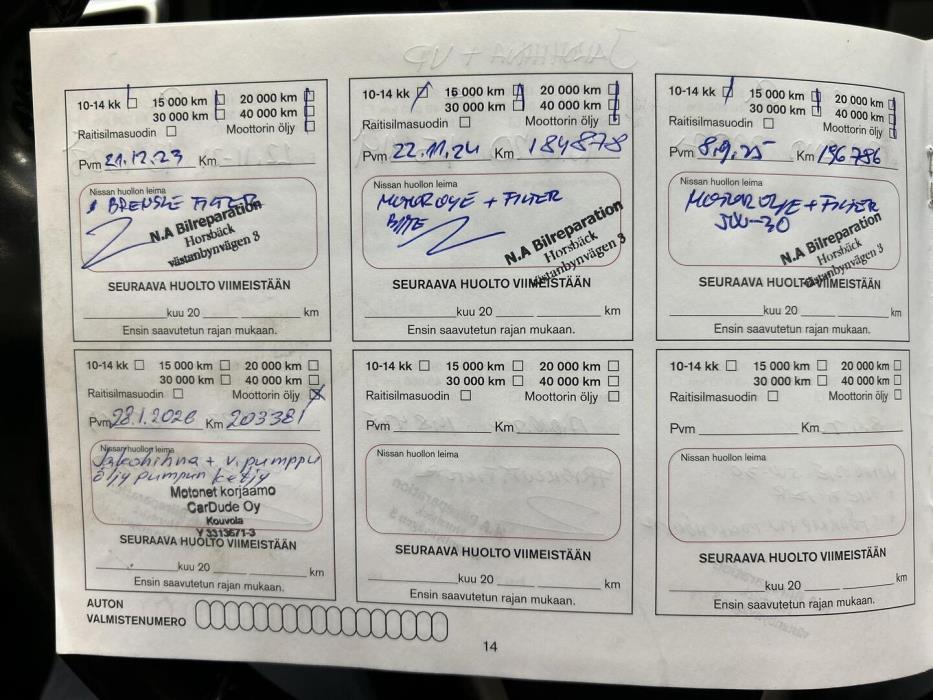 JAKOHIHNA + VP
10-14 kk 15 000 km 20 000 km
30 000 km 40 000 km
Raitisilmasuodin Moottorin öljy
Pvm 21.12.23 Km
Nissan huollon leima
BRENSLE FILTER
N.A Bilreparation
Horsbäck
västanbynvägen 3
SEURAAVA HUOLTO VIIMEISTÄÄN
kuu 20 km
Ensin saavutetun rajan mukaan.
10-14 kk 15 000 km 20 000 km
30 000 km 40 000 km
Raitisilmasuodin Moottorin öljy
Pvm 22.11.24 Km 184878
Nissan huollon leima
MOTOROLJE + FILTER
BYTE
N.A Bilreparation
Horsbäck
västanbynvägen 3
SEURAAVA HUOLTO VIIMEISTÄÄN
kuu 20 km
Ensin saavutetun rajan mukaan.
10-14 kk 15 000 km 20 000 km
30 000 km 40 000 km
Raitisilmasuodin Moottorin öljy
Pvm 8.9.25 Km 196786
Nissan huollon leima
MOTOROLJE + FILTER
5W-30
N.A Bilreparation
Horsbäck
västanbynvägen 3
SEURAAVA HUOLTO VIIMEISTÄÄN
kuu 20 km
Ensin saavutetun rajan mukaan.
10-14 kk 15 000 km 20 000 km
30 000 km 40 000 km
Raitisilmasuodin Moottorin öljy
Pvm 28.1.2026 Km 203381
Nissan huollon leima
Jakohihna + v.pumppu
öljy pumpun ketju
Motonet korjaamo
CarDude Oy
Kouvola
Y 3313671-3
SEURAAVA HUOLTO VIIMEISTÄÄN
kuu 20 km
Ensin saavutetun rajan mukaan.
10-14 kk 15 000 km 20 000 km
30 000 km 40 000 km
Raitisilmasuodin Moottorin öljy
Pvm Km
Nissan huollon leima
SEURAAVA HUOLTO VIIMEISTÄÄN
kuu 20 km
Ensin saavutetun rajan mukaan.
10-14 kk 15 000 km 20 000 km
30 000 km 40 000 km
Raitisilmasuodin Moottorin öljy
Pvm Km
Nissan huollon leima
SEURAAVA HUOLTO VIIMEISTÄÄN
kuu 20 km
Ensin saavutetun rajan mukaan.
AUTON
VALMISTENUMERO
14